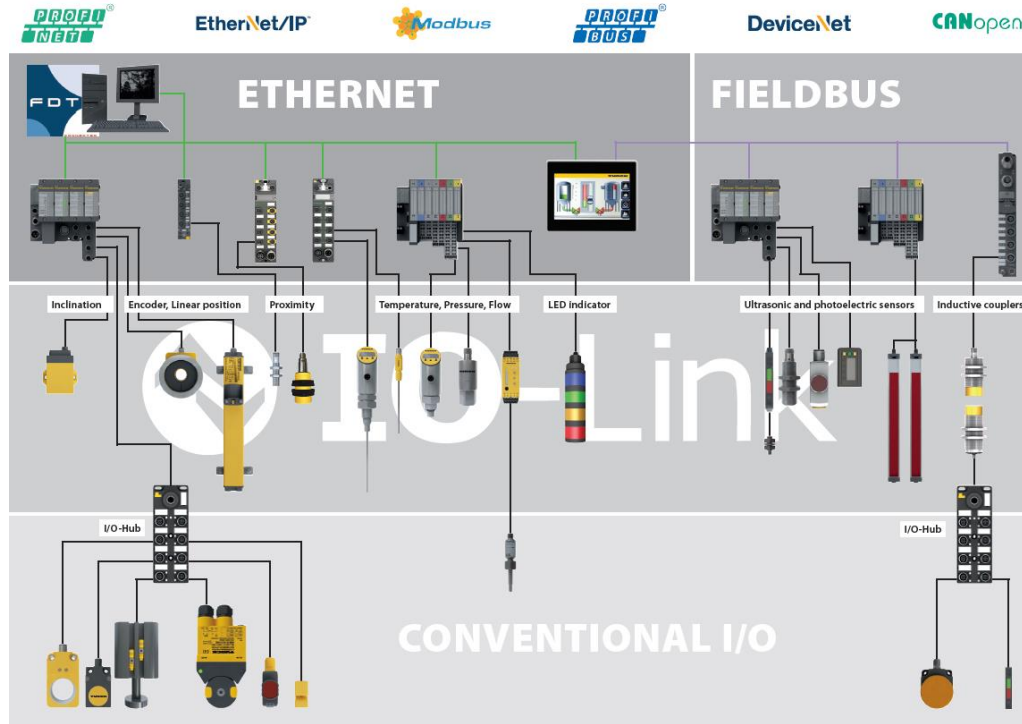 PROFI
NET
EtherNet/IP
Modbus
PROFI
BUS
DeviceNet
CANopen
FDT
ETHERNET
FIELDBUS
Inclination
Encoder, Linear position
Proximity
Temperature, Pressure, Flow
LED indicator
Ultrasonic and photoelectric sensors
Inductive couplers
IO-Link
I/O-Hub
I/O-Hub
CONVENTIONAL I/O